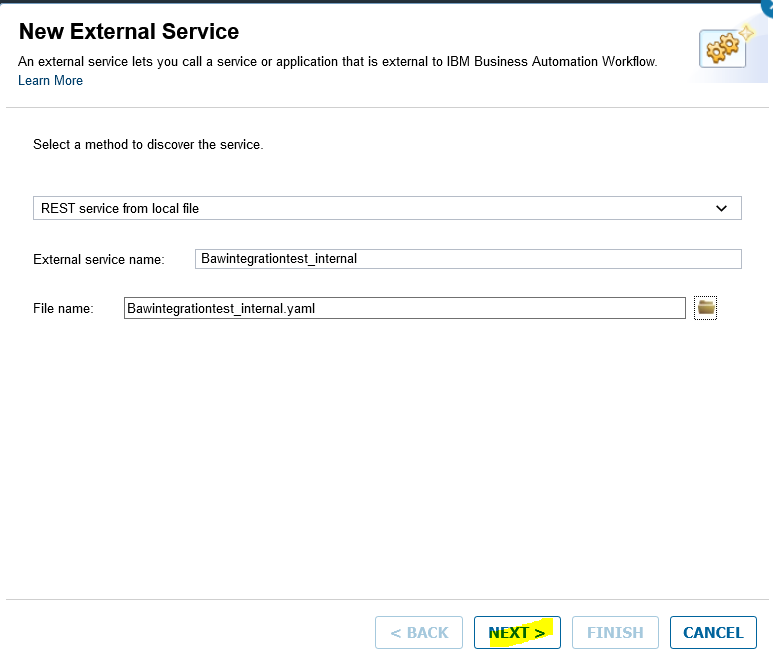 New External Service
An external service lets you call a service or application that is external to IBM Business Automation Workflow.
Learn More
Select a method to discover the service.
REST service from local file
External service name:
Bawintegrationtest_internal
File name:
Bawintegrationtest_internal.yaml
< BACK
NEXT >
FINISH
CANCEL